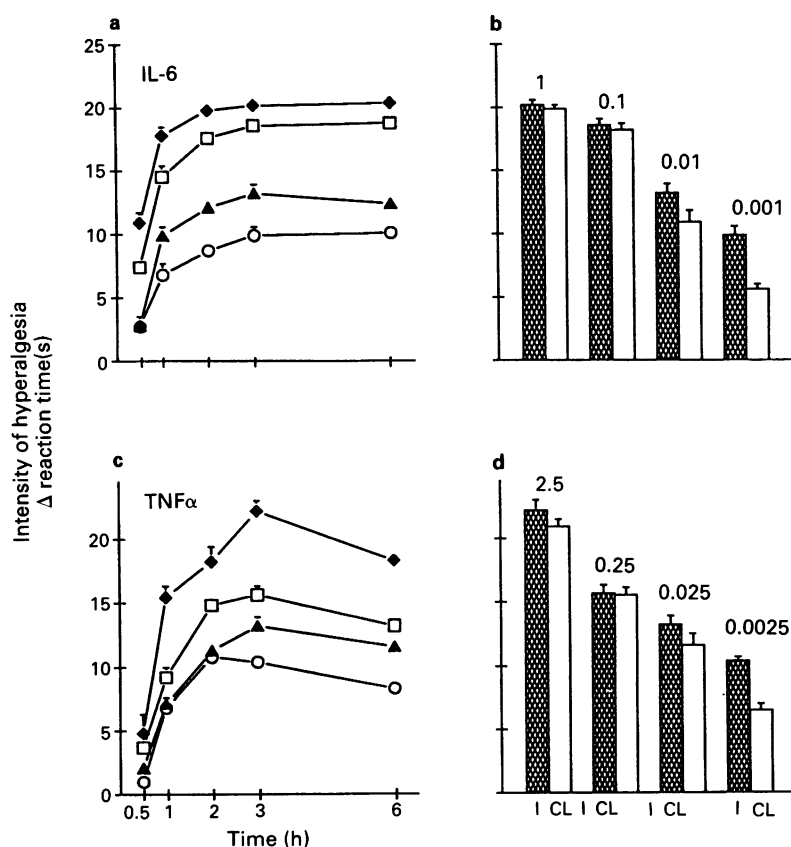 a
b
25
20
15
10
5
0
IL-6
1
0.1
0.01
0.001
Intensity of hyperalgesia
Δ reaction time(s)
c
d
20
15
10
5
0
TNFα
2.5
0.25
0.025
0.0025
0.5 1 2 3 6
Time (h)
I CL I CL I CL I CL